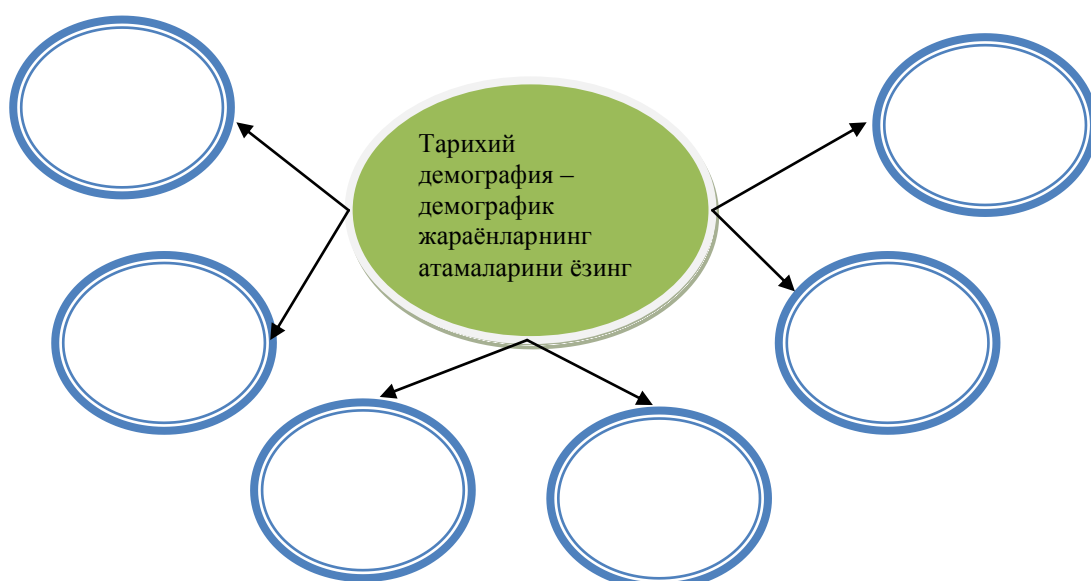 Тарихий
демография –
демографик
жараёнларнинг
атамаларини ёзинг